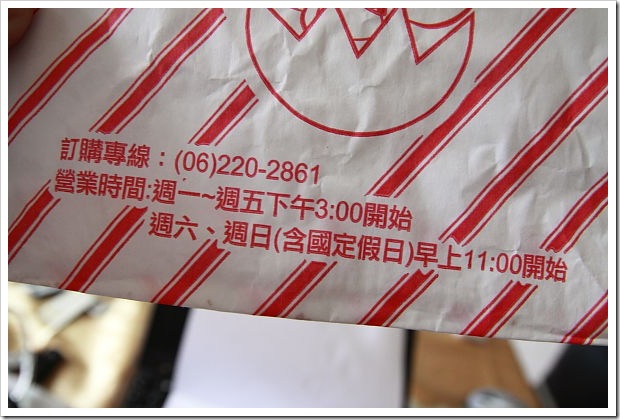 訂購專線：(06)220-2861
營業時間:週一~週五下午3:00開始
週六、週日(含國定假日)早上11:00開始